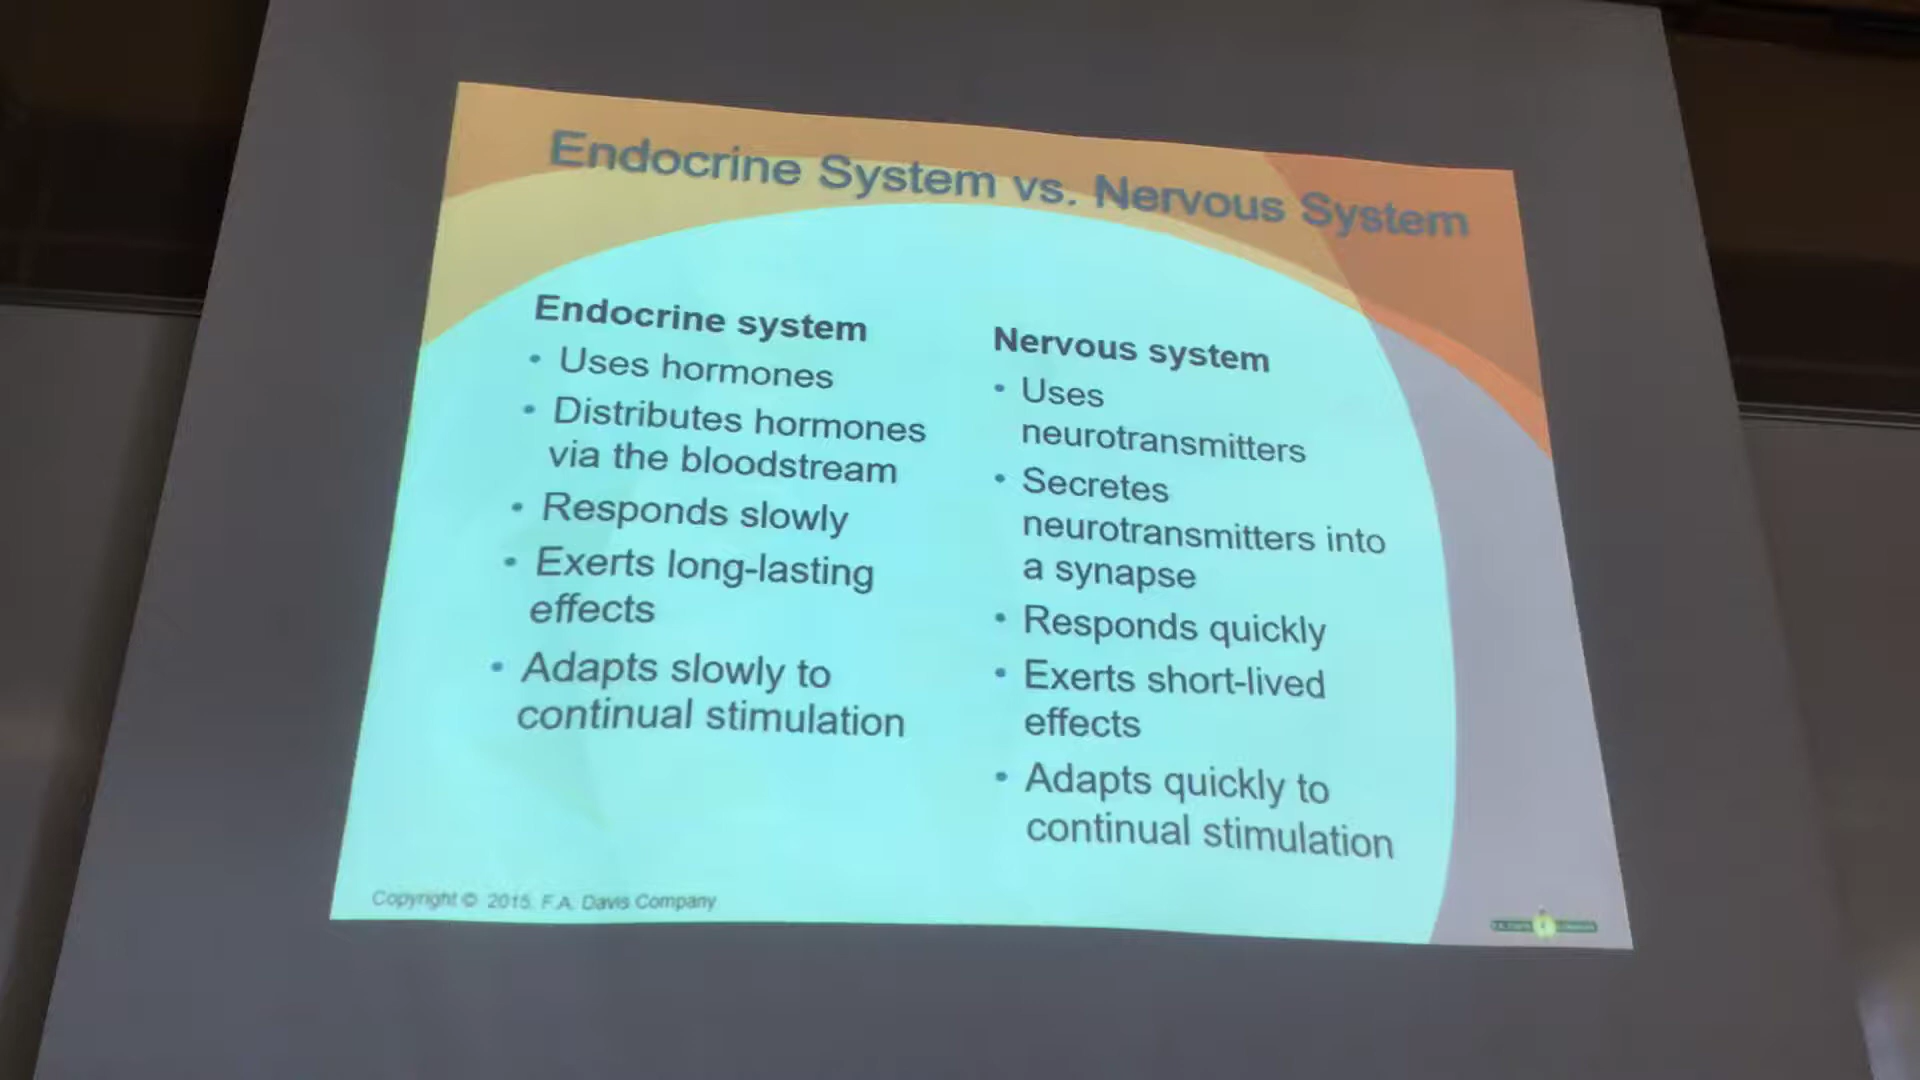 Endocrine System vs. Nervous System
Endocrine system
• Uses hormones
• Distributes hormones
via the bloodstream
• Responds slowly
• Exerts long-lasting
effects
• Adapts slowly to
continual stimulation
Nervous system
• Uses
neurotransmitters
• Secretes
neurotransmitters into
a synapse
• Responds quickly
• Exerts short-lived
effects
• Adapts quickly to
continual stimulation
Copyright © 2015. F.A. Davis Company